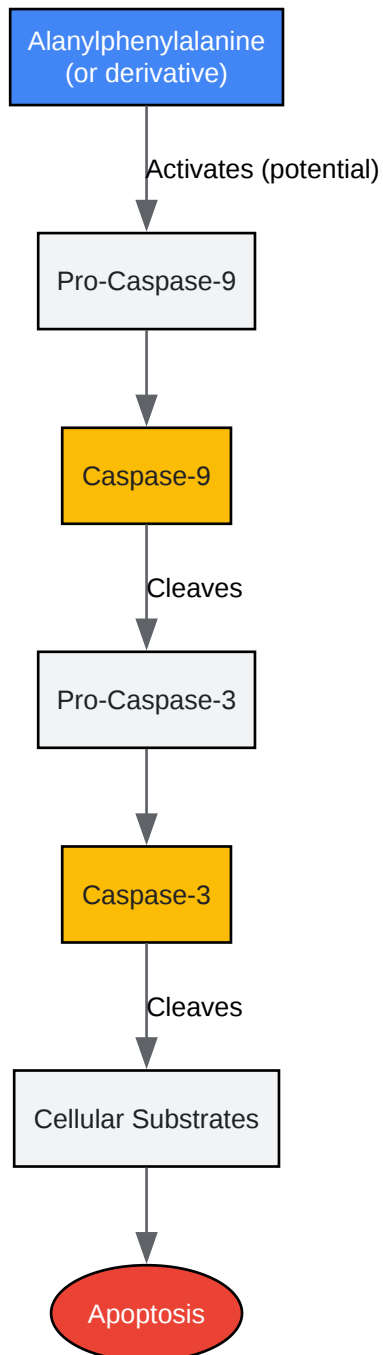 Alanylphenylalanine
(or derivative)
Activates (potential)
Pro-Caspase-9
Caspase-9
Cleaves
Pro-Caspase-3
Caspase-3
Cleaves
Cellular Substrates
Apoptosis